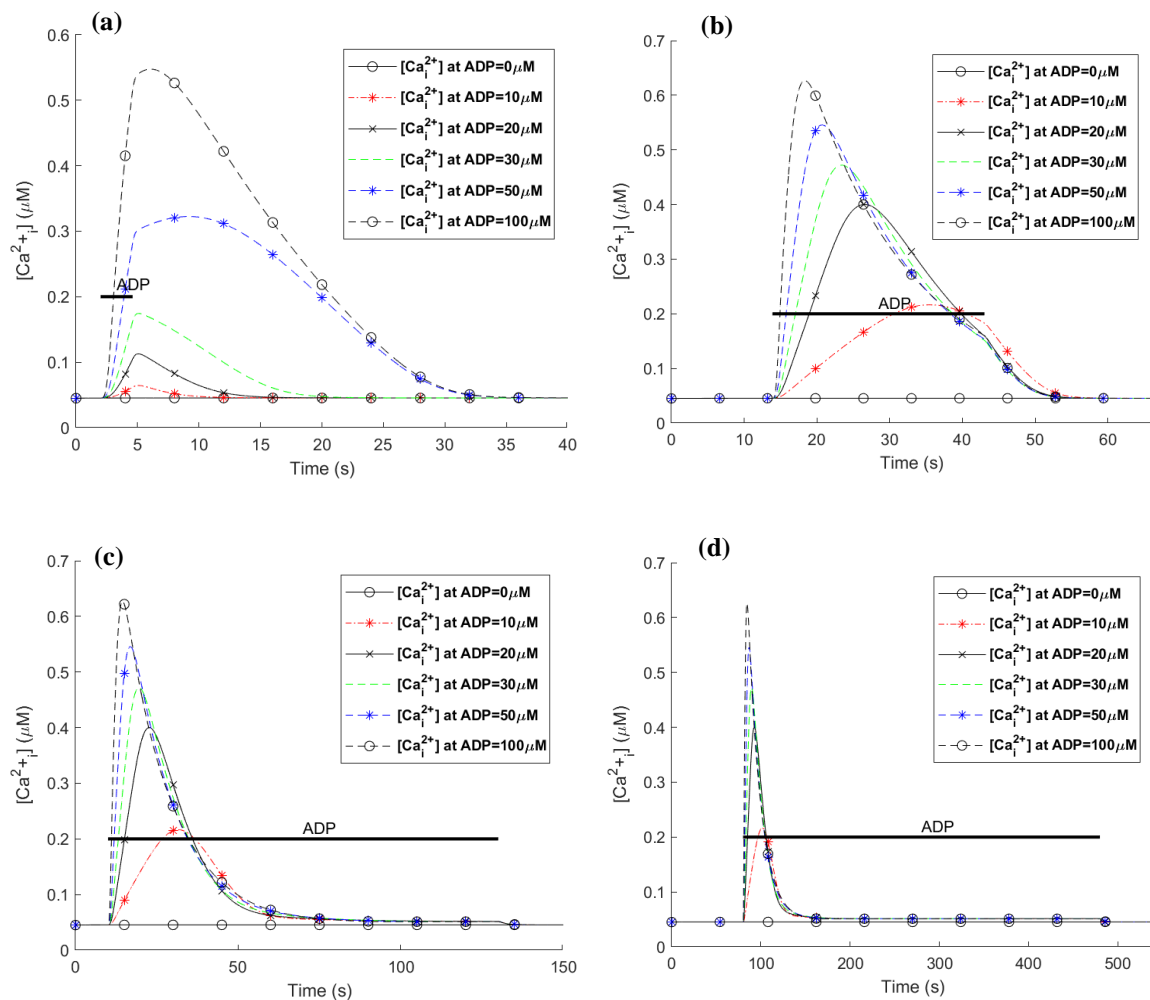 (a)
0.6
0.5
0.4
0.3
0.2
0.1
0
[Ca²⁺ᵢ] (μM)
ADP
[Ca²⁺ᵢ] at ADP=0μM
[Ca²⁺ᵢ] at ADP=10μM
[Ca²⁺ᵢ] at ADP=20μM
[Ca²⁺ᵢ] at ADP=30μM
[Ca²⁺ᵢ] at ADP=50μM
[Ca²⁺ᵢ] at ADP=100μM
0 5 10 15 20 25 30 35 40
Time (s)
(b)
0.7
0.6
0.5
0.4
0.3
0.2
0.1
0
[Ca²⁺ᵢ] (μM)
[Ca²⁺ᵢ] at ADP=0μM
[Ca²⁺ᵢ] at ADP=10μM
[Ca²⁺ᵢ] at ADP=20μM
[Ca²⁺ᵢ] at ADP=30μM
[Ca²⁺ᵢ] at ADP=50μM
[Ca²⁺ᵢ] at ADP=100μM
ADP
0 10 20 30 40 50 60
Time (s)
(c)
0.7
0.6
0.5
0.4
0.3
0.2
0.1
0
[Ca²⁺ᵢ] (μM)
[Ca²⁺ᵢ] at ADP=0μM
[Ca²⁺ᵢ] at ADP=10μM
[Ca²⁺ᵢ] at ADP=20μM
[Ca²⁺ᵢ] at ADP=30μM
[Ca²⁺ᵢ] at ADP=50μM
[Ca²⁺ᵢ] at ADP=100μM
ADP
0 50 100 150
Time (s)
(d)
0.7
0.6
0.5
0.4
0.3
0.2
0.1
0
[Ca²⁺ᵢ] (μM)
[Ca²⁺ᵢ] at ADP=0μM
[Ca²⁺ᵢ] at ADP=10μM
[Ca²⁺ᵢ] at ADP=20μM
[Ca²⁺ᵢ] at ADP=30μM
[Ca²⁺ᵢ] at ADP=50μM
[Ca²⁺ᵢ] at ADP=100μM
ADP
0 100 200 300 400 500
Time (s)